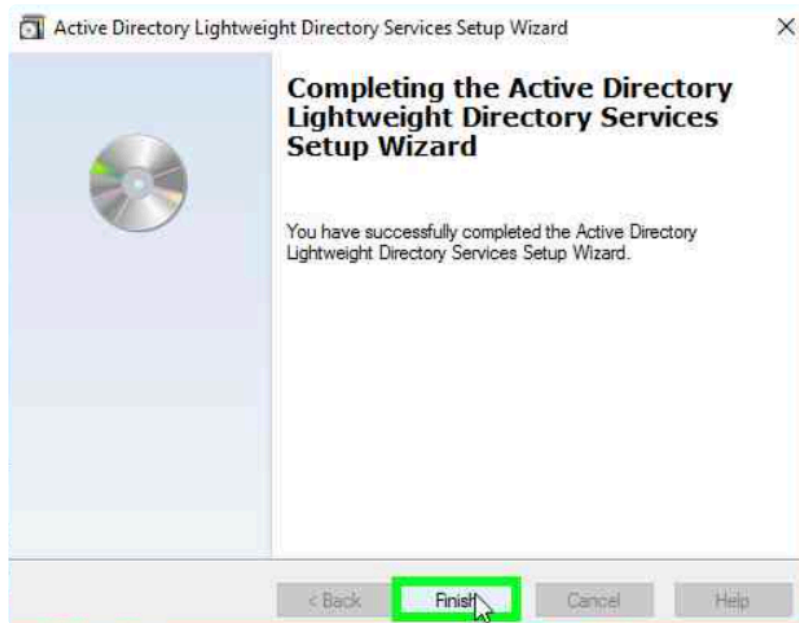 Active Directory Lightweight Directory Services Setup Wizard
Completing the Active Directory
Lightweight Directory Services
Setup Wizard
You have successfully completed the Active Directory
Lightweight Directory Services Setup Wizard.
< Back Finish Cancel Help